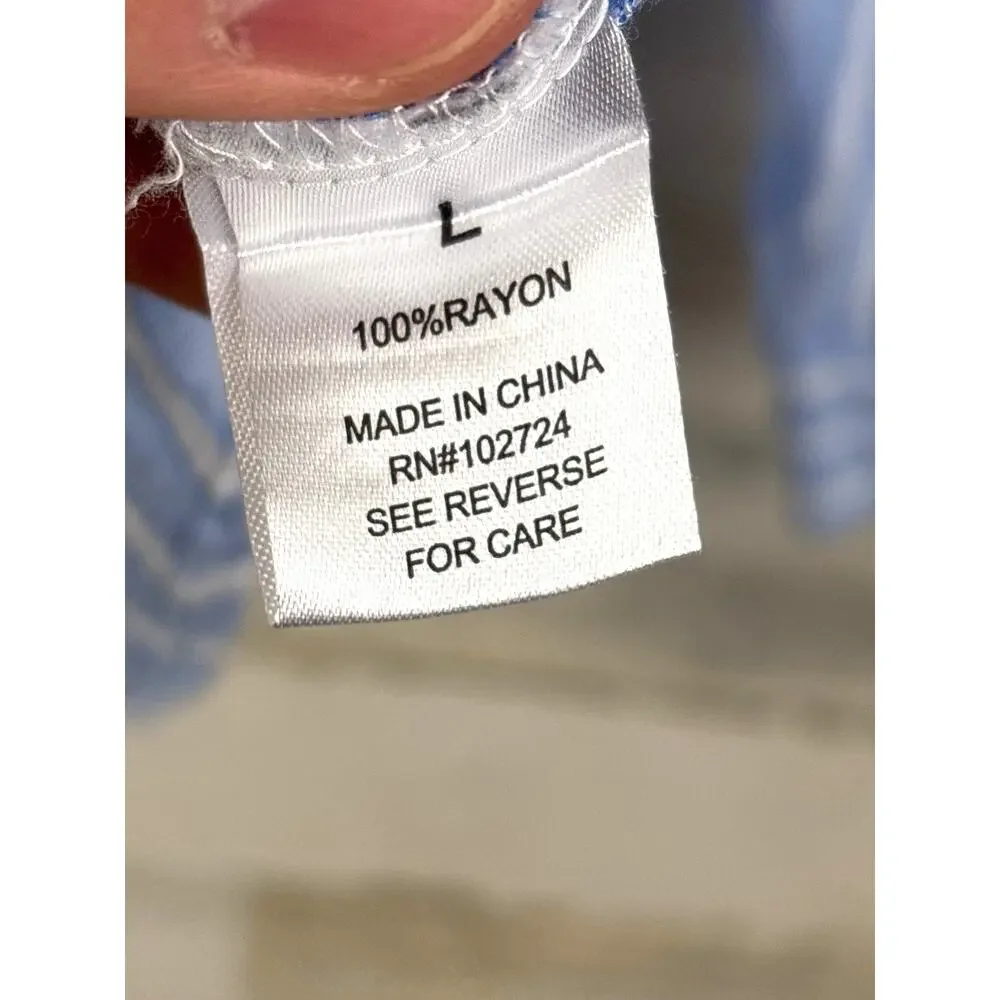 L
100%RAYON
MADE IN CHINA
RN#102724
SEE REVERSE
FOR CARE